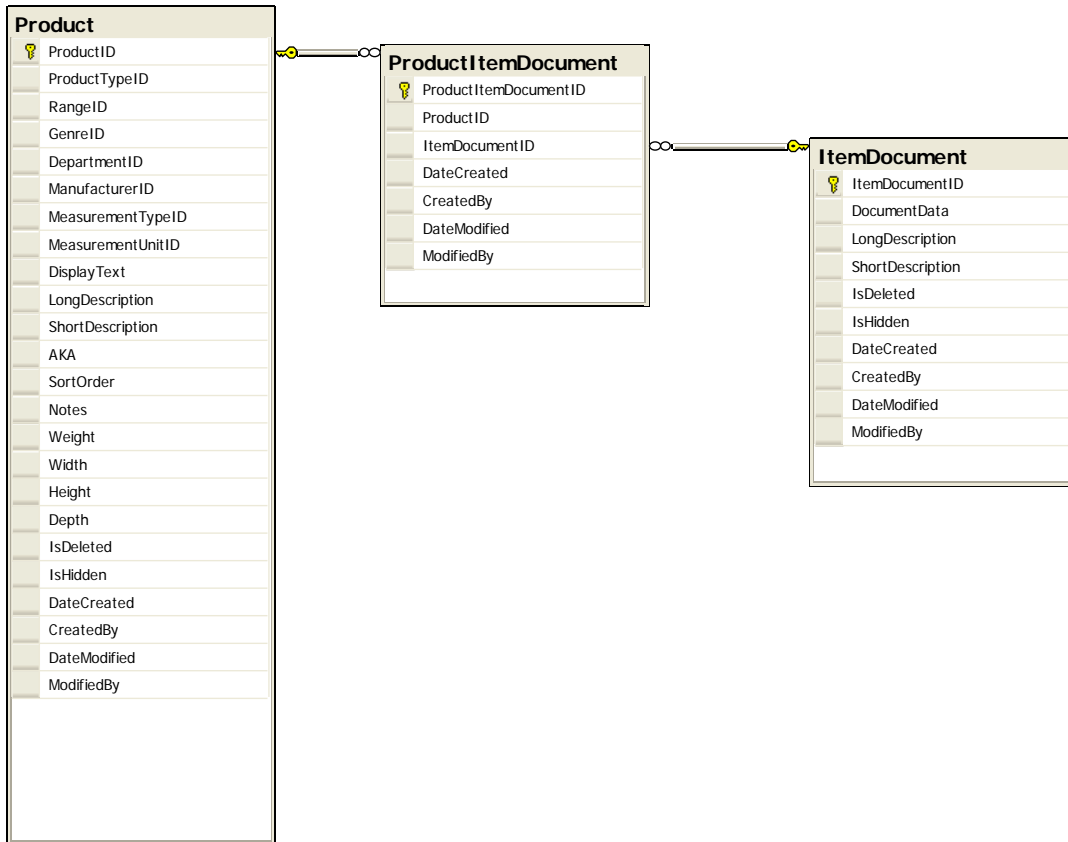 Product
ProductID
ProductTypeID
RangeID
GenreID
DepartmentID
ManufacturerID
MeasurementTypeID
MeasurementUnitID
DisplayText
LongDescription
ShortDescription
AKA
SortOrder
Notes
Weight
Width
Height
Depth
IsDeleted
IsHidden
DateCreated
CreatedBy
DateModified
ModifiedBy
ProductItemDocument
ProductItemDocumentID
ProductID
ItemDocumentID
DateCreated
CreatedBy
DateModified
ModifiedBy
ItemDocument
ItemDocumentID
DocumentData
LongDescription
ShortDescription
IsDeleted
IsHidden
DateCreated
CreatedBy
DateModified
ModifiedBy